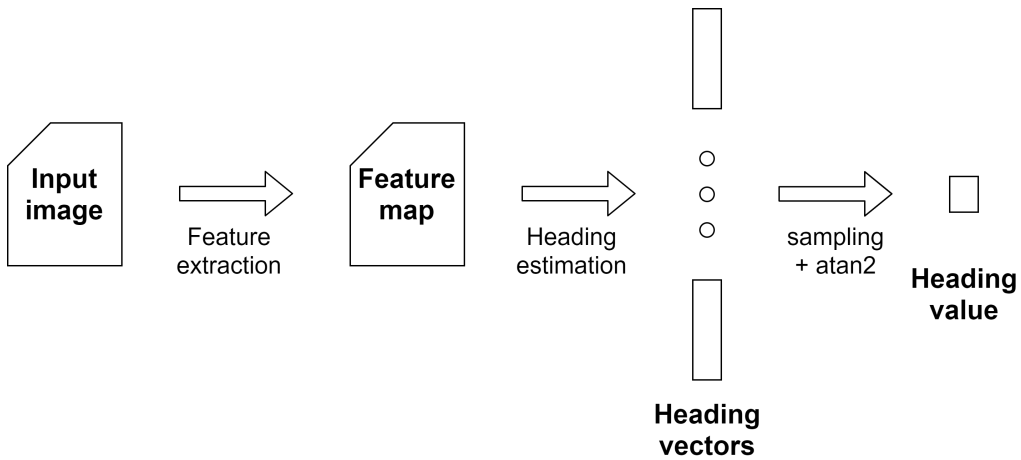 Input
image
Feature
extraction
Feature
map
Heading
estimation
Heading
vectors
sampling
+ atan2
Heading
value